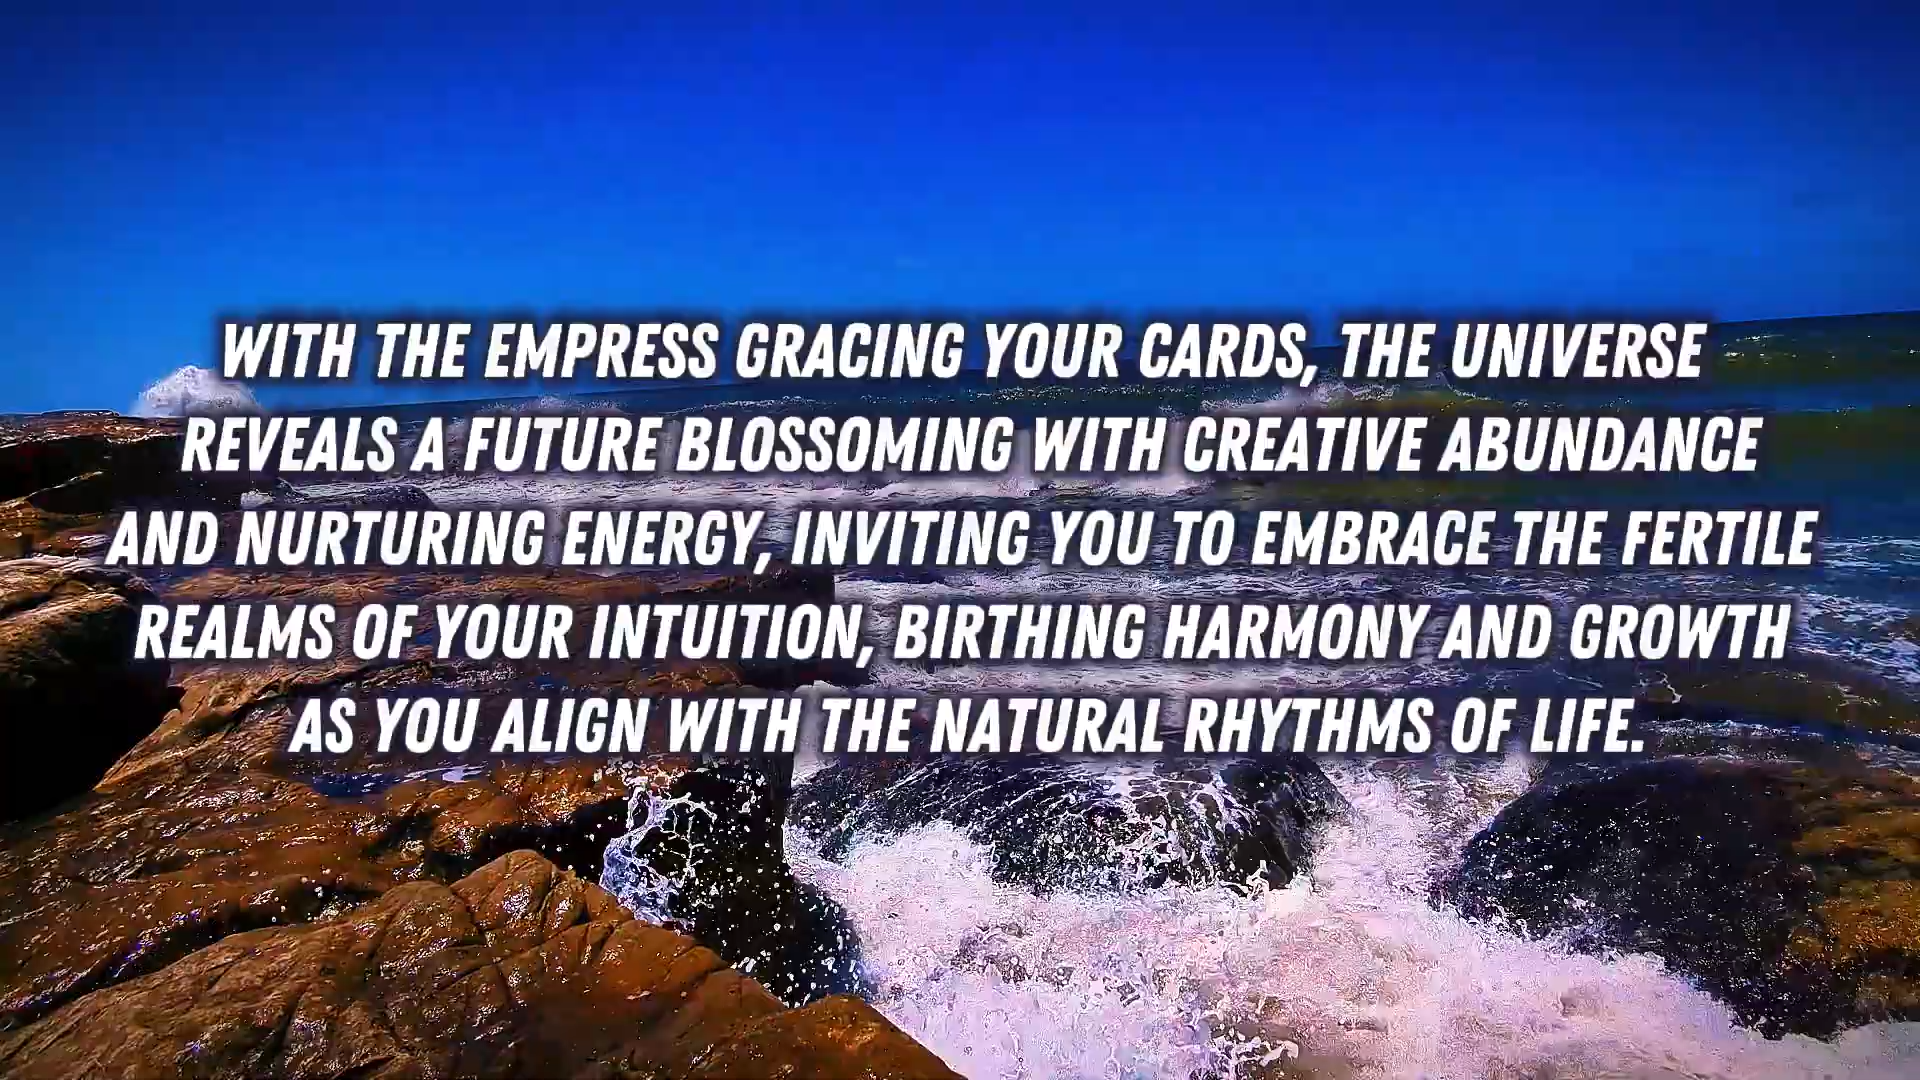 WITH THE EMPRESS GRACING YOUR CARDS, THE UNIVERSE
REVEALS A FUTURE BLOSSOMING WITH CREATIVE ABUNDANCE
AND NURTURING ENERGY, INVITING YOU TO EMBRACE THE FERTILE
REALMS OF YOUR INTUITION, BIRTHING HARMONY AND GROWTH
AS YOU ALIGN WITH THE NATURAL RHYTHMS OF LIFE.